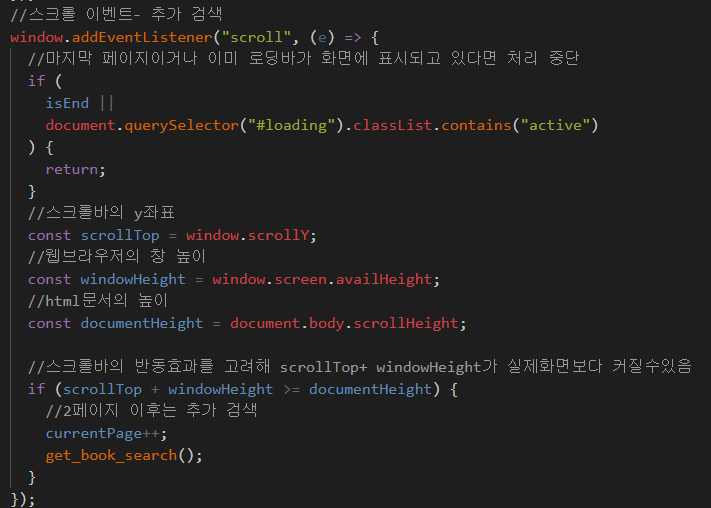 //스크롤 이벤트- 추가 검색
window.addEventListener("scroll", (e) => {
  //마지막 페이지이거나 이미 로딩바가 화면에 표시되고 있다면 처리 중단
  if (
    isEnd ||
    document.querySelector("#loading").classList.contains("active")
  ) {
    return;
  }
  //스크롤바의 y좌표
  const scrollTop = window.scrollY;
  //웹브라우저의 창 높이
  const windowHeight = window.screen.availHeight;
  //html문서의 높이
  const documentHeight = document.body.scrollHeight;

  //스크롤바의 반동효과를 고려해 scrollTop+ windowHeight가 실제화면보다 커질수있음
  if (scrollTop + windowHeight >= documentHeight) {
    //2페이지 이후는 추가 검색
    currentPage++;
    get_book_search();
  }
});